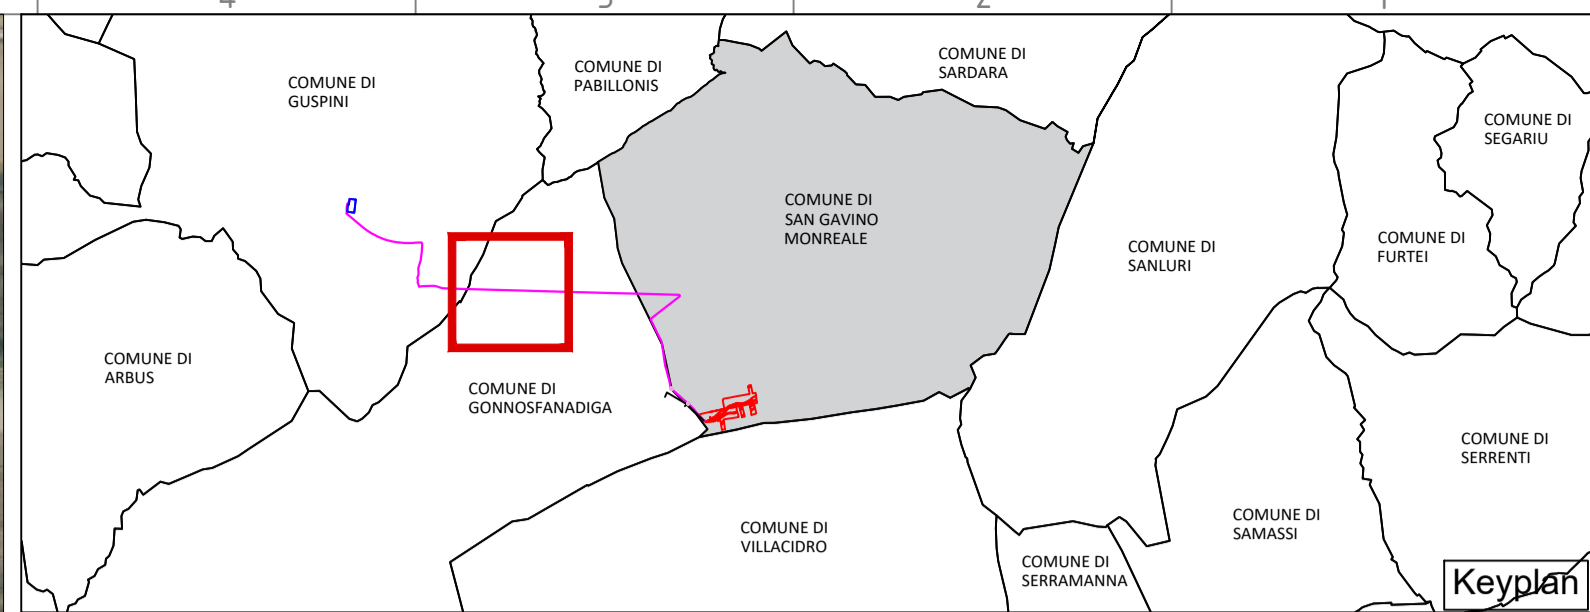 COMUNE DI
GUSPINI
COMUNE DI
PABILLONIS
COMUNE DI
SARDARA
COMUNE DI
SEGARIU
COMUNE DI
SAN GAVINO
MONREALE
COMUNE DI
SANLURI
COMUNE DI
FURTEI
COMUNE DI
ARBUS
COMUNE DI
GONNOSFANADIGA
COMUNE DI
SERRENTI
COMUNE DI
VILLACIDRO
COMUNE DI
SAMASSI
COMUNE DI
SERRAMANNA
Keyplan